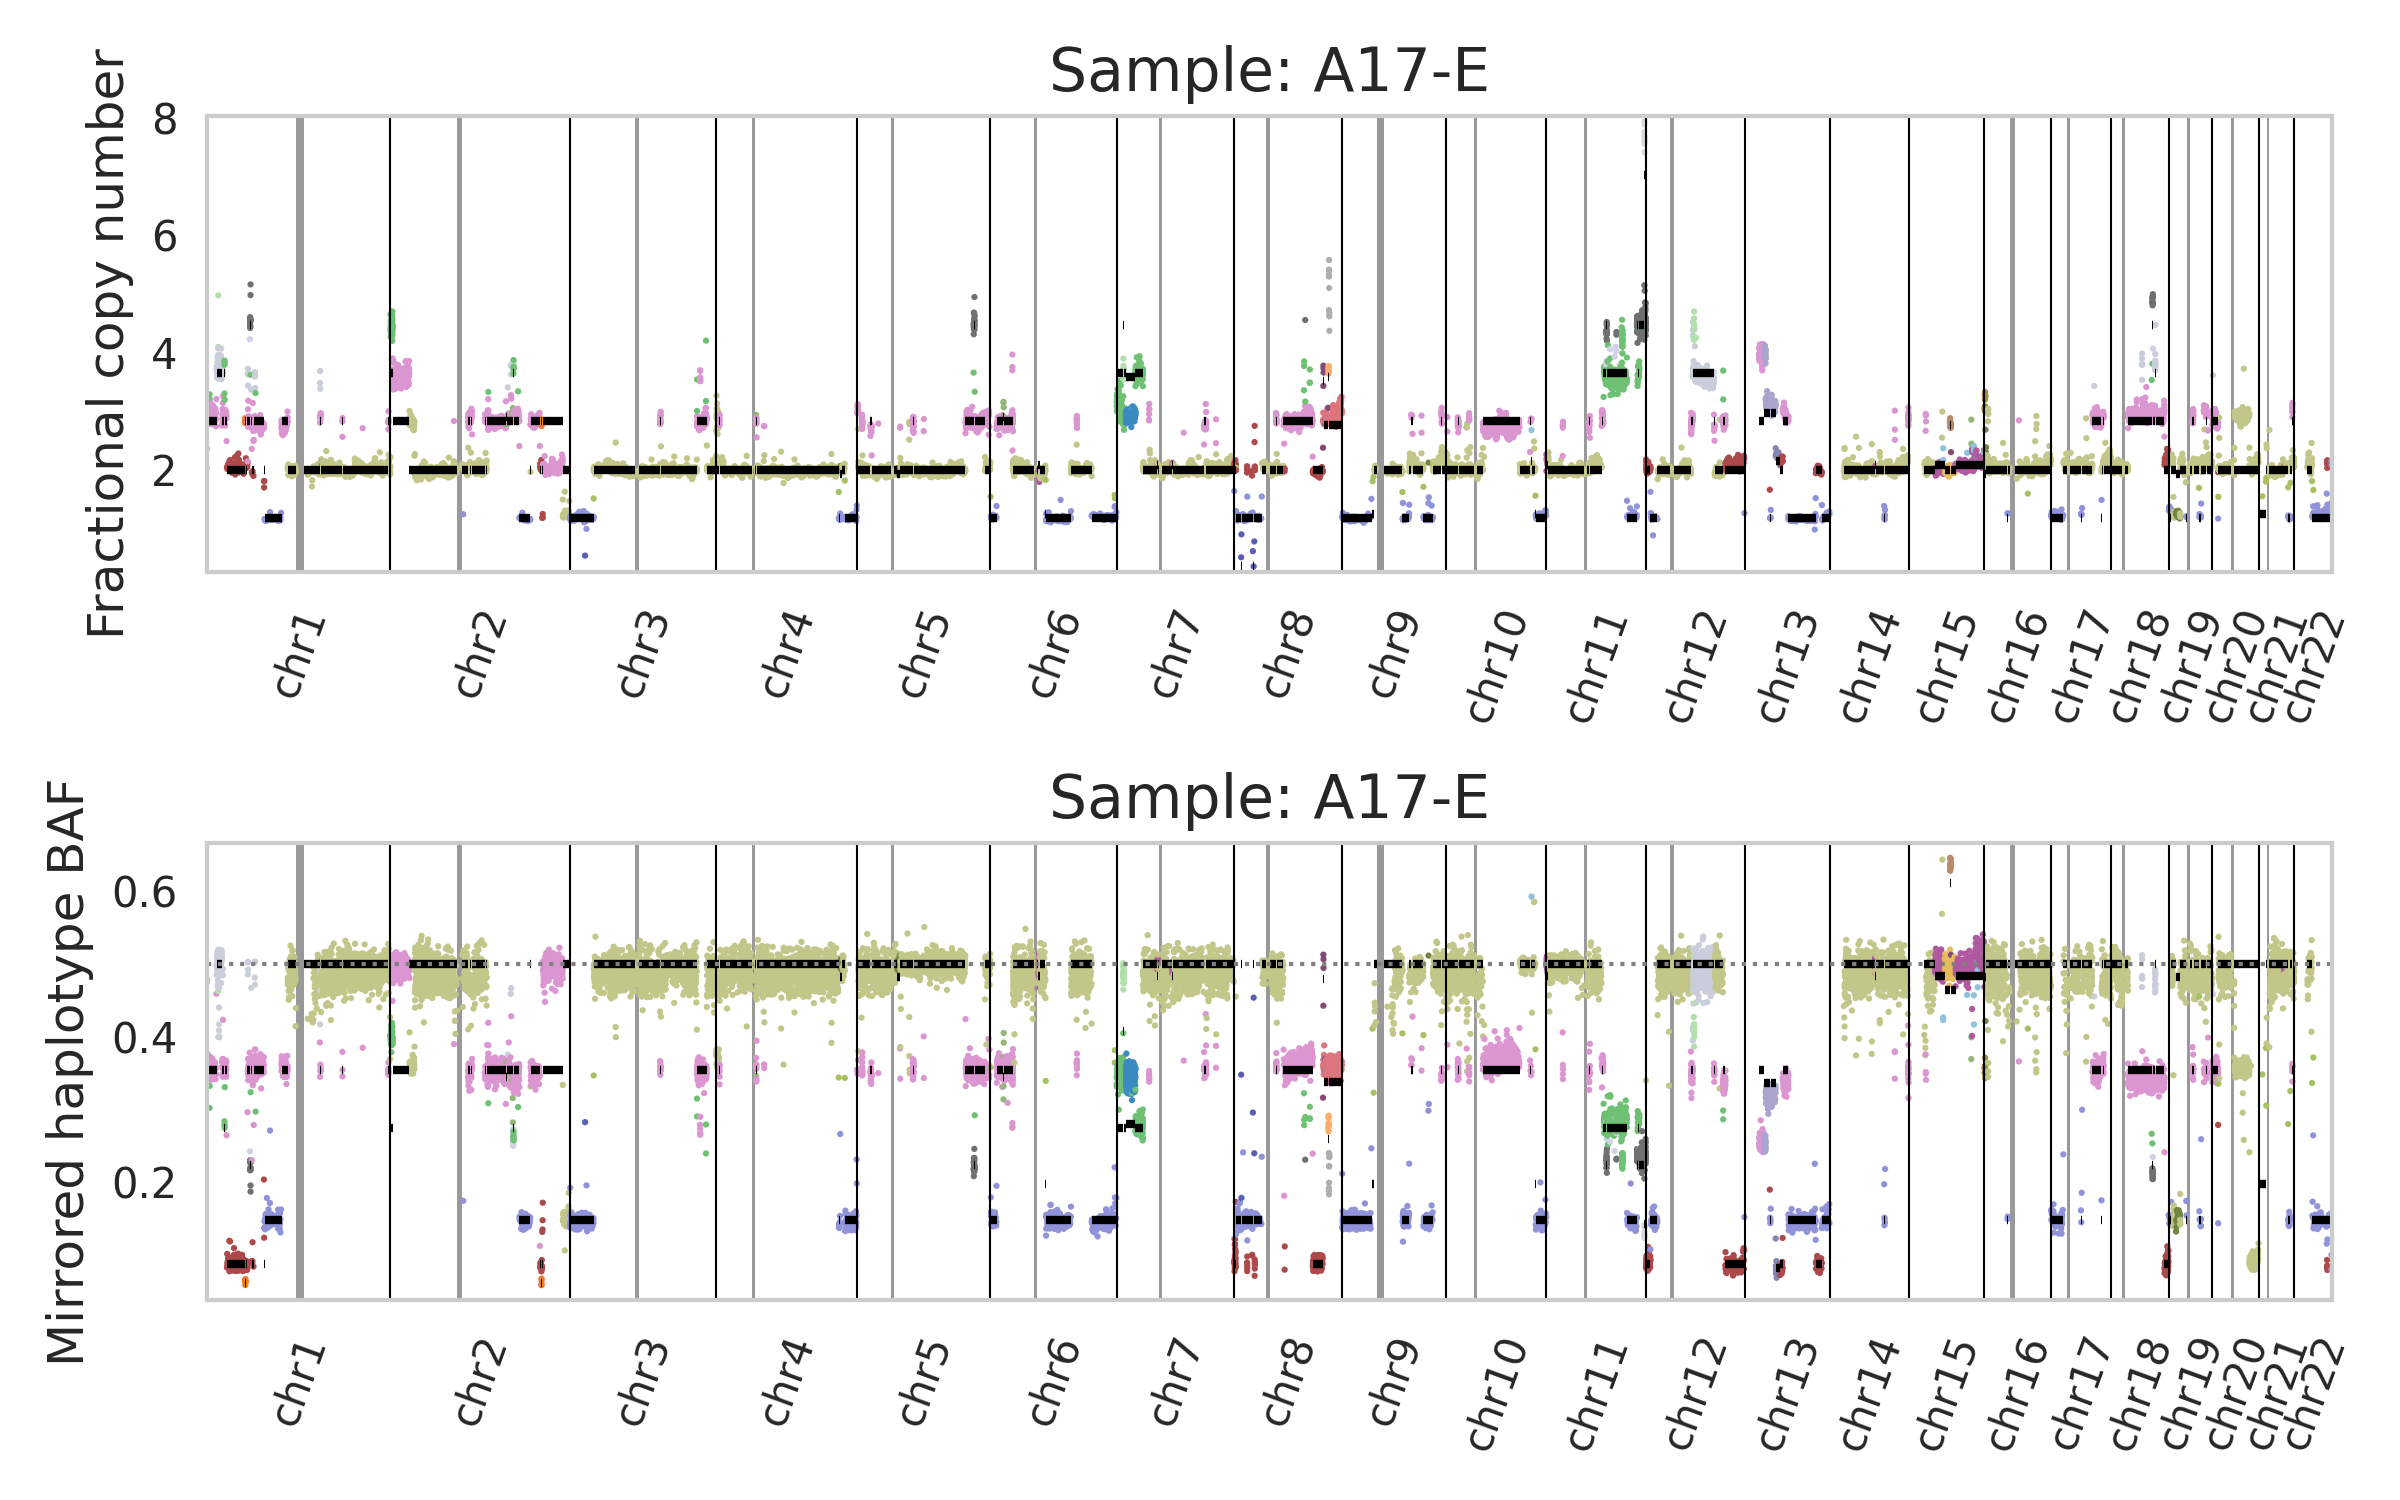 Sample: A17-E
Fractional copy number
8
6
4
2
chr1 chr2 chr3 chr4 chr5 chr6 chr7 chr8 chr9 chr10 chr11 chr12 chr13 chr14 chr15 chr16 chr17 chr18 chr19 chr20 chr21 chr22
Sample: A17-E
Mirrored haplotype BAF
0.6
0.4
0.2
chr1 chr2 chr3 chr4 chr5 chr6 chr7 chr8 chr9 chr10 chr11 chr12 chr13 chr14 chr15 chr16 chr17 chr18 chr19 chr20 chr21 chr22